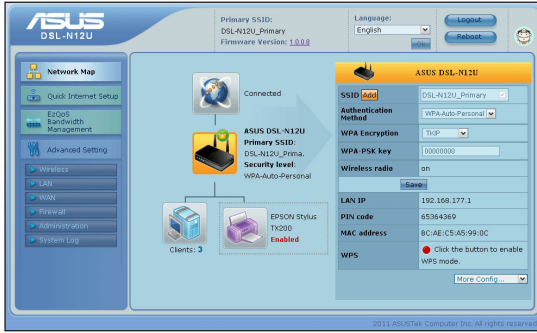 ASUS
DSL-N12U
Primary SSID:
DSL-N12U_Primary
Firmware Version: 1.0.0.8
Language:
English
Logout
Reboot
Network Map
Quick Internet Setup
EzQoS
Bandwidth
Management
Advanced Setting
Wireless
LAN
WAN
Firewall
Administration
System Log
Connected
ASUS DSL-N12U
Primary SSID:
DSL-N12U_Prima.
Security level:
WPA-Auto-Personal
Clients: 3
EPSON Stylus
TX200
Enabled
ASUS DSL-N12U
SSID Add DSL-N12U_Primary
Authentication
Method WPA-Auto-Personal
WPA Encryption TKIP
WPA-PSK key 00000000
Wireless radio on
Save
LAN IP 192.168.177.1
PIN code 65364369
MAC address BC:AE:C5:A5:99:0C
WPS Click the button to enable
WPS mode.
More Config...
2011 ASUSTek Computer Inc. All rights reserved